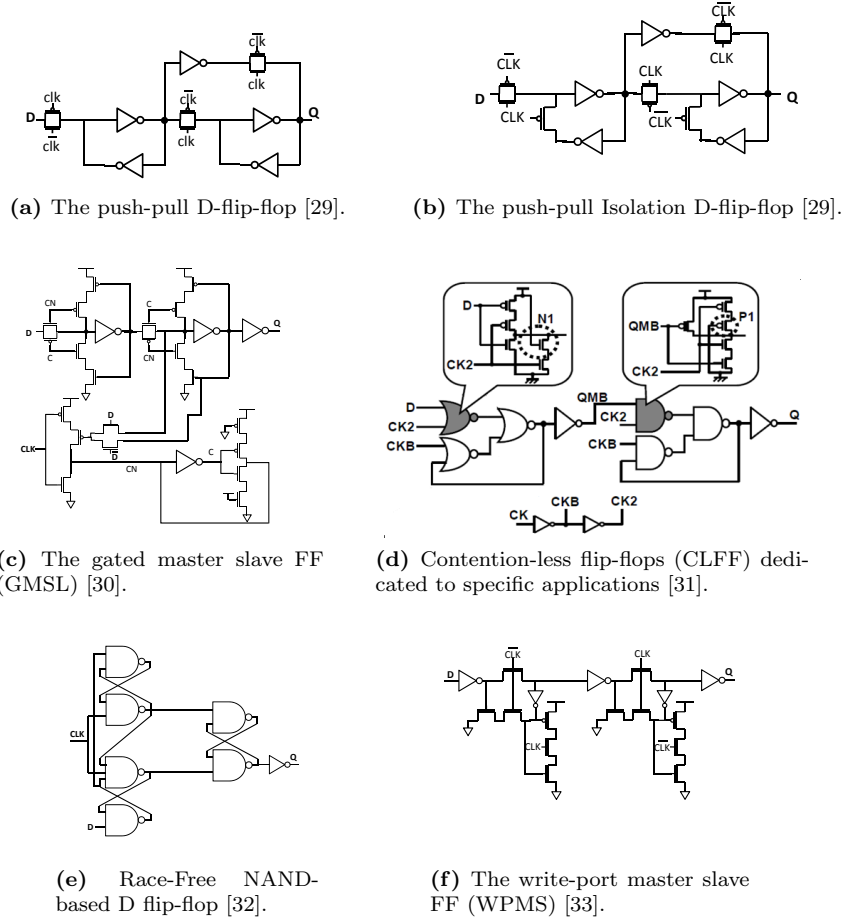 CLK
clk
clk
CLK
CLK
D
clk
clk
clk
clk
Q
D
CLK
CLK
CLK
CLK
Q
(a) The push-pull D-flip-flop [29].
(b) The push-pull Isolation D-flip-flop [29].
CN
C
D
C
CN
Q
D
D
CLK
CN
C
D
N1
CK2
QMB
P1
CK2
D
CK2
CKB
QMB
CK2
CKB
Q
CK
CKB
CK2
(c) The gated master slave FF
(GMSL) [30].
(d) Contention-less flip-flops (CLFF) dedi-
cated to specific applications [31].
CLK
D
Q
D
CLK
CLK
Q
CLK
CLK
(e) Race-Free NAND-
based D flip-flop [32].
(f) The write-port master slave
FF (WPMS) [33].